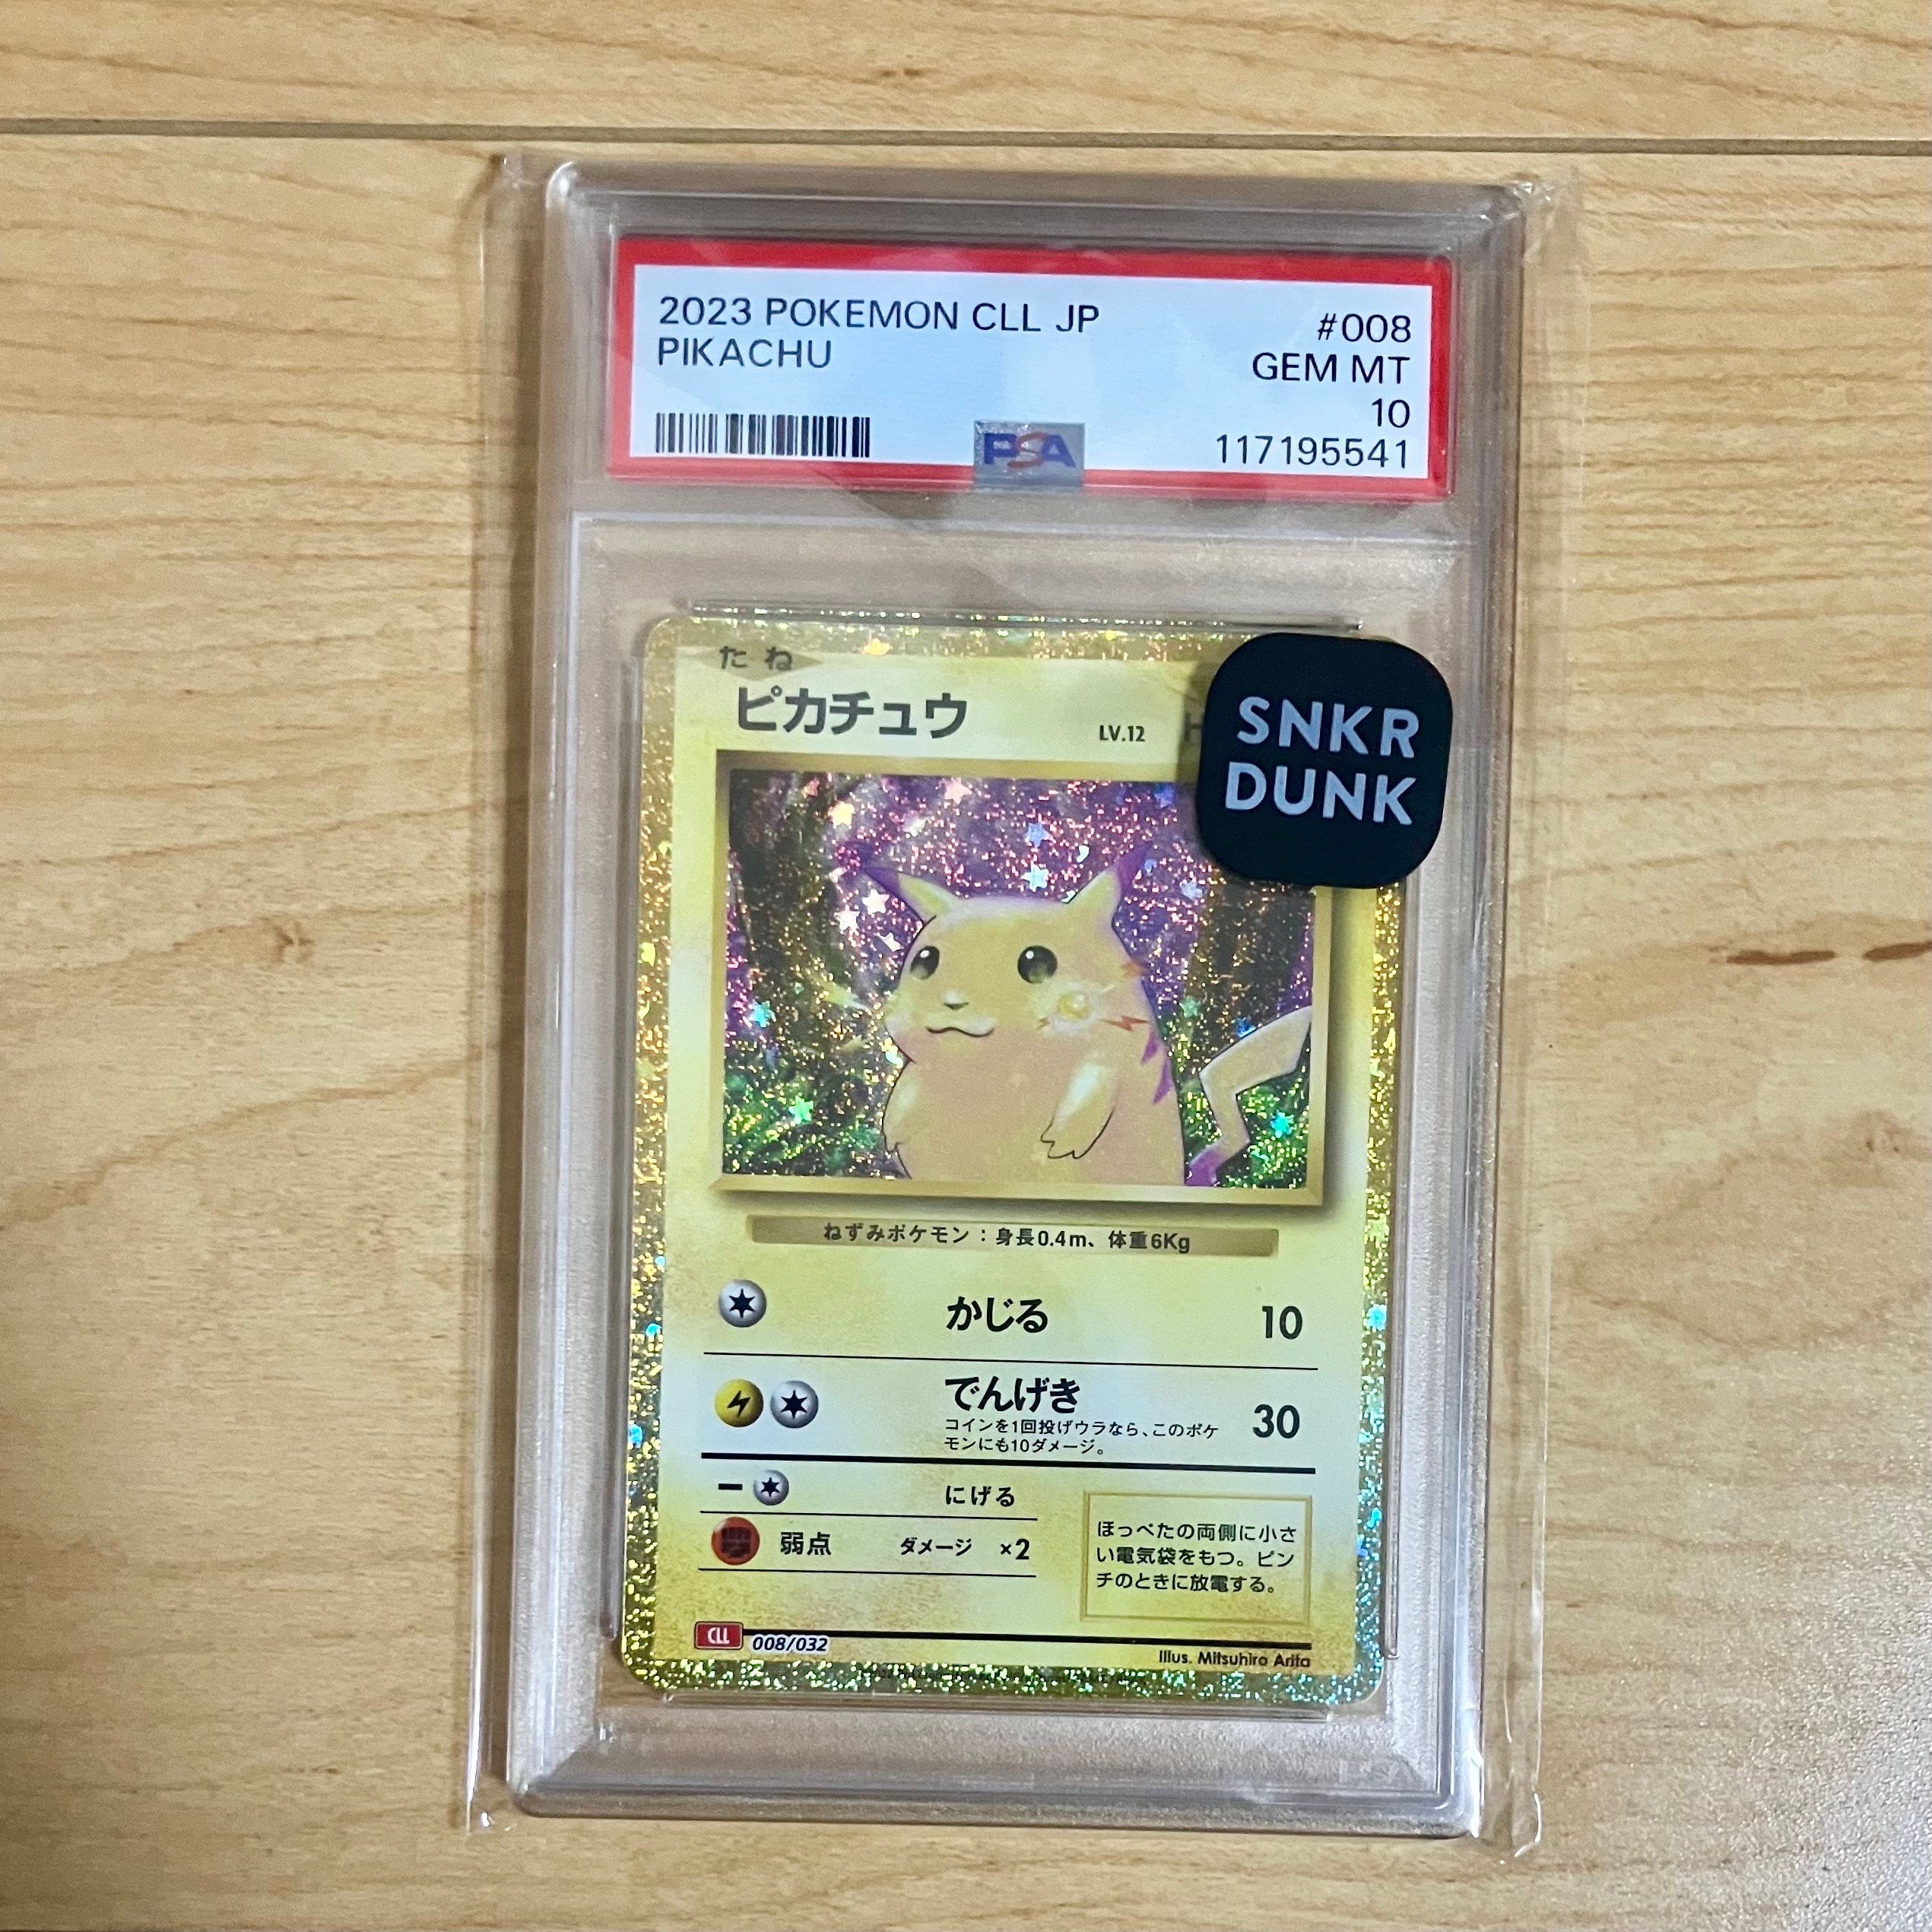 2023 POKEMON CLL JP
#008
PIKACHU
GEM MT
10
PSA
117195541
たね
ピカチュウ
LV.12
SNKR
DUNK
ねずみポケモン：身長0.4m、体重6Kg
かじる
10
でんげき
30
コインを1回投げウラなら、このポケ
モンにも10ダメージ。
にげる
弱点
ダメージ ×2
ほっぺたの両側に小さ
い電気袋をもつ。ピン
チのときに放電する。
CLL 008/032
Illus. Mitsuhiro Arita